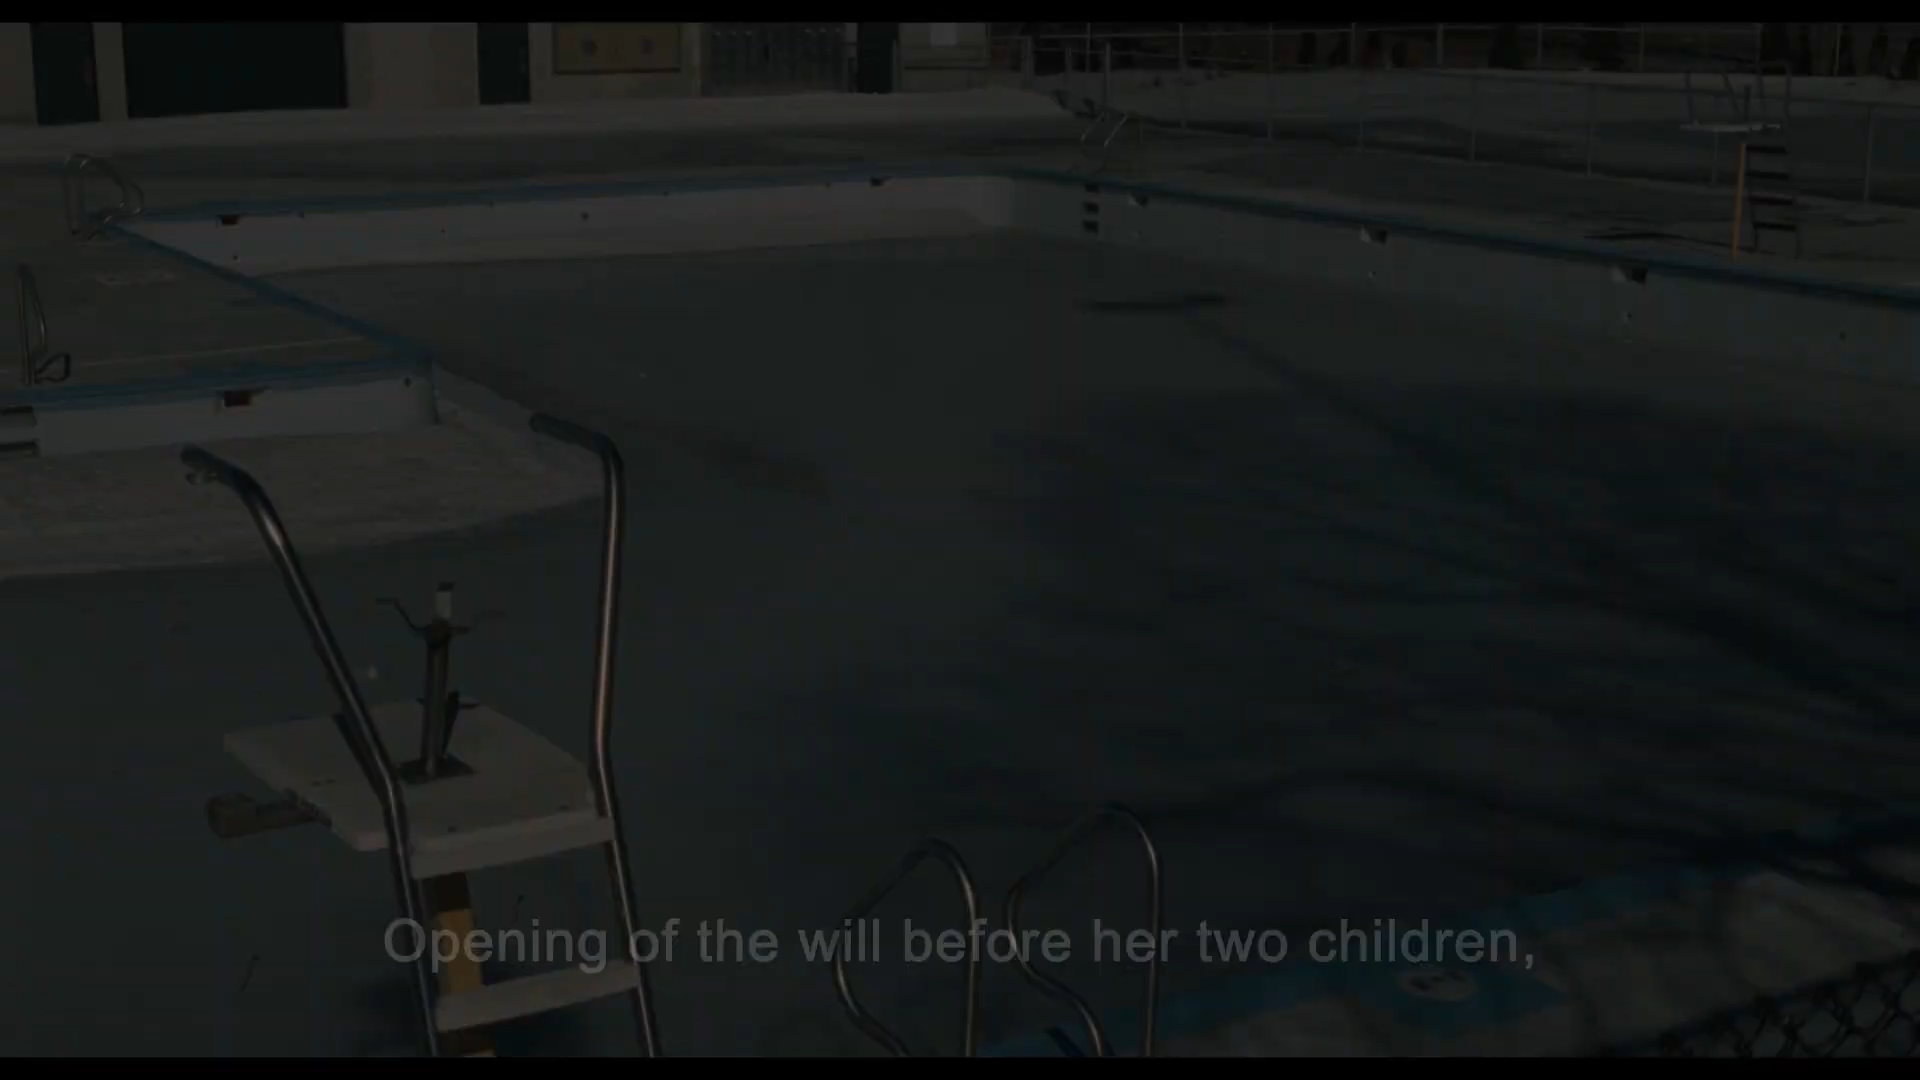 Opening of the will before her two children,